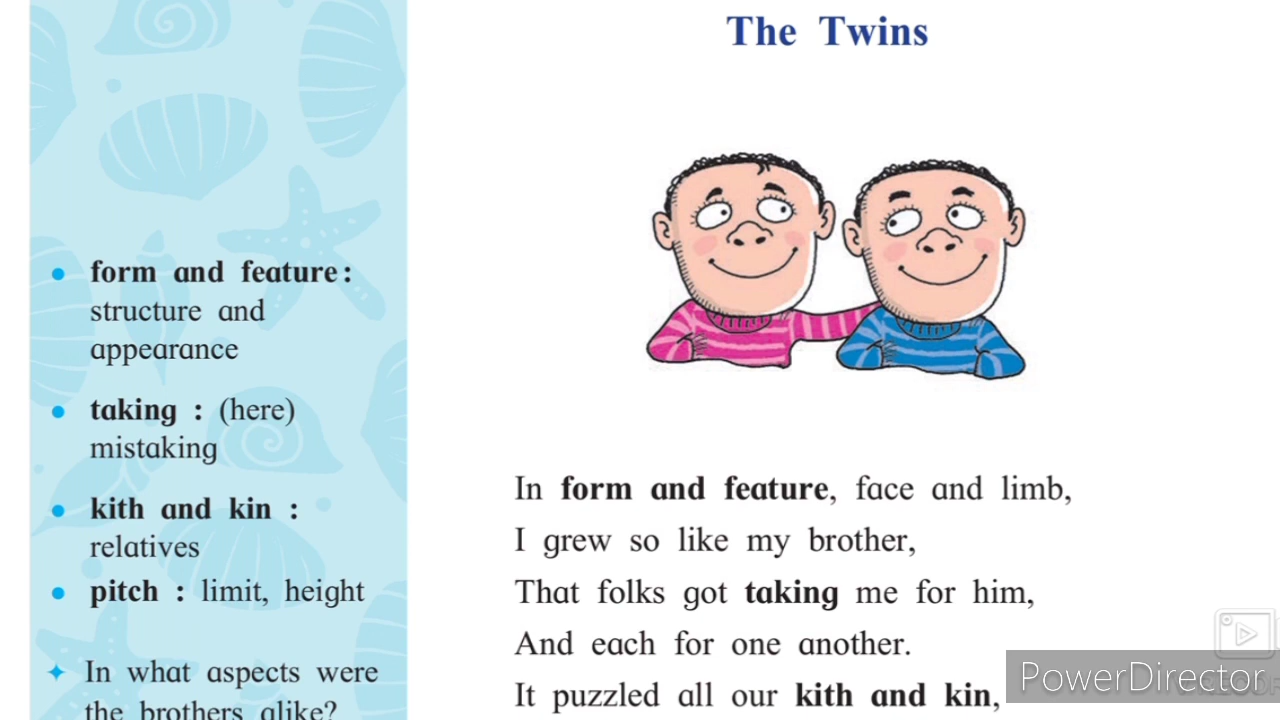 The Twins
form and feature:
structure and
appearance
taking : (here)
mistaking
kith and kin :
relatives
pitch : limit, height
In what aspects were
the brothers alike?
In form and feature, face and limb,
I grew so like my brother,
That folks got taking me for him,
And each for one another.
It puzzled all our kith and kin,
PowerDirector